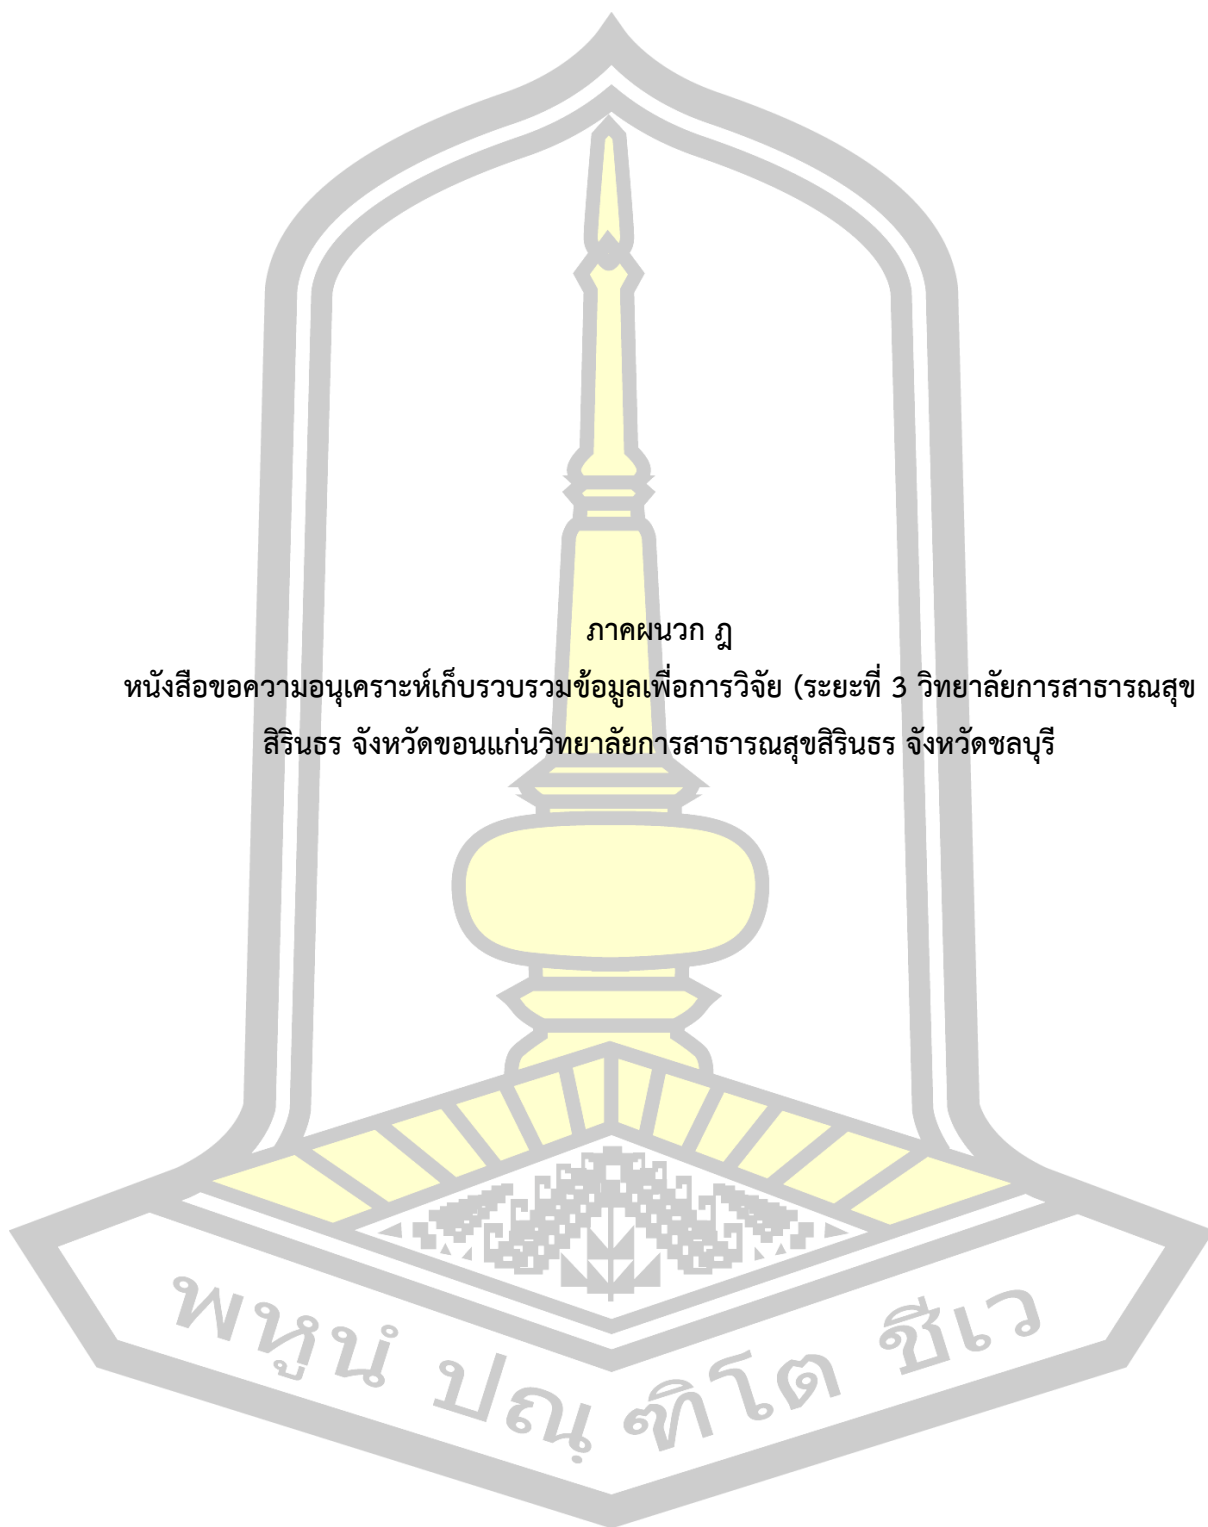 ภาคผนวก ฎ
หนังสือขอความอนุเคราะห์เก็บรวบรวมข้อมูลเพื่อการวิจัย (ระยะที่ 3 วิทยาลัยการสาธารณสุข
สิรินธร จังหวัดขอนแก่นวิทยาลัยการสาธารณสุขสิรินธร จังหวัดชลบุรี
พหูนํ ปณฺฑิโต ชีเว